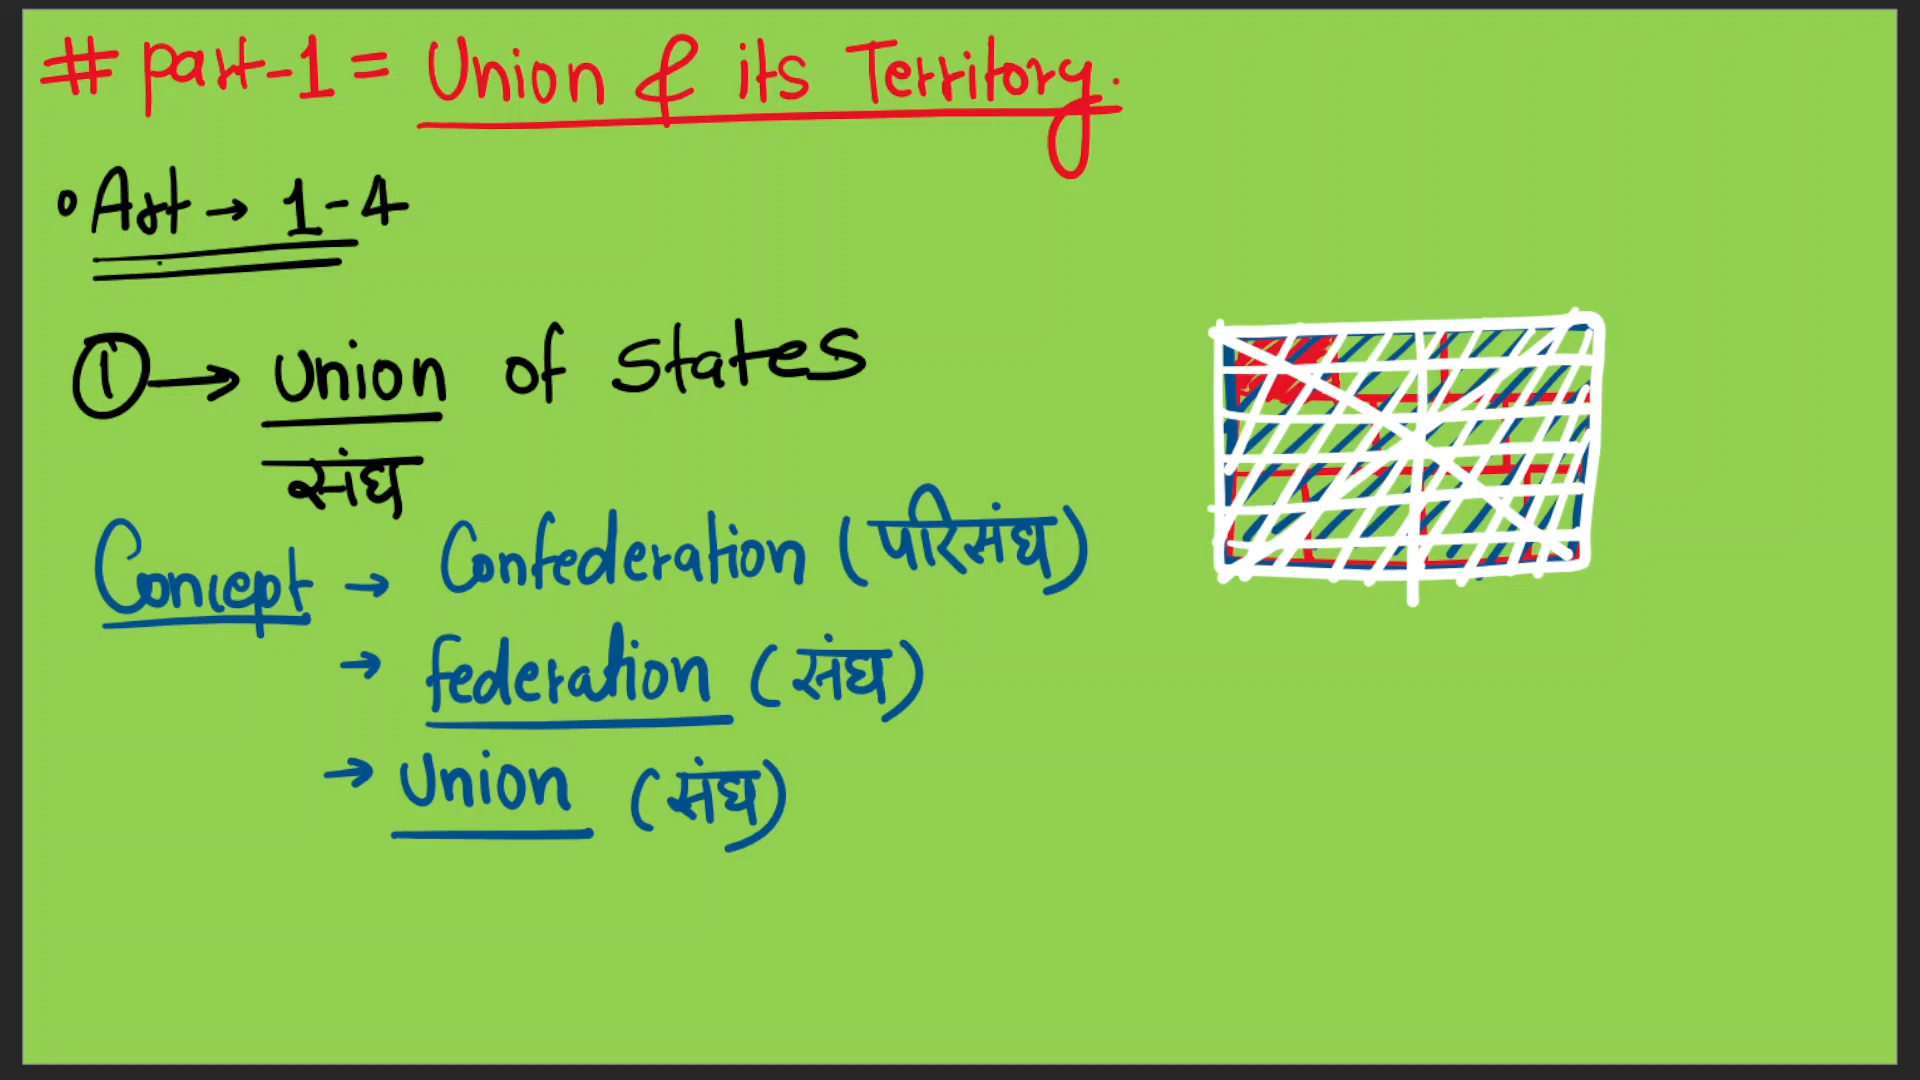 # part-1 = Union & its Territory.
• Art → 1-4
① → Union of states
संघ
Concept → Confederation (परिसंघ)
→ federation (संघ)
→ Union (संघ)